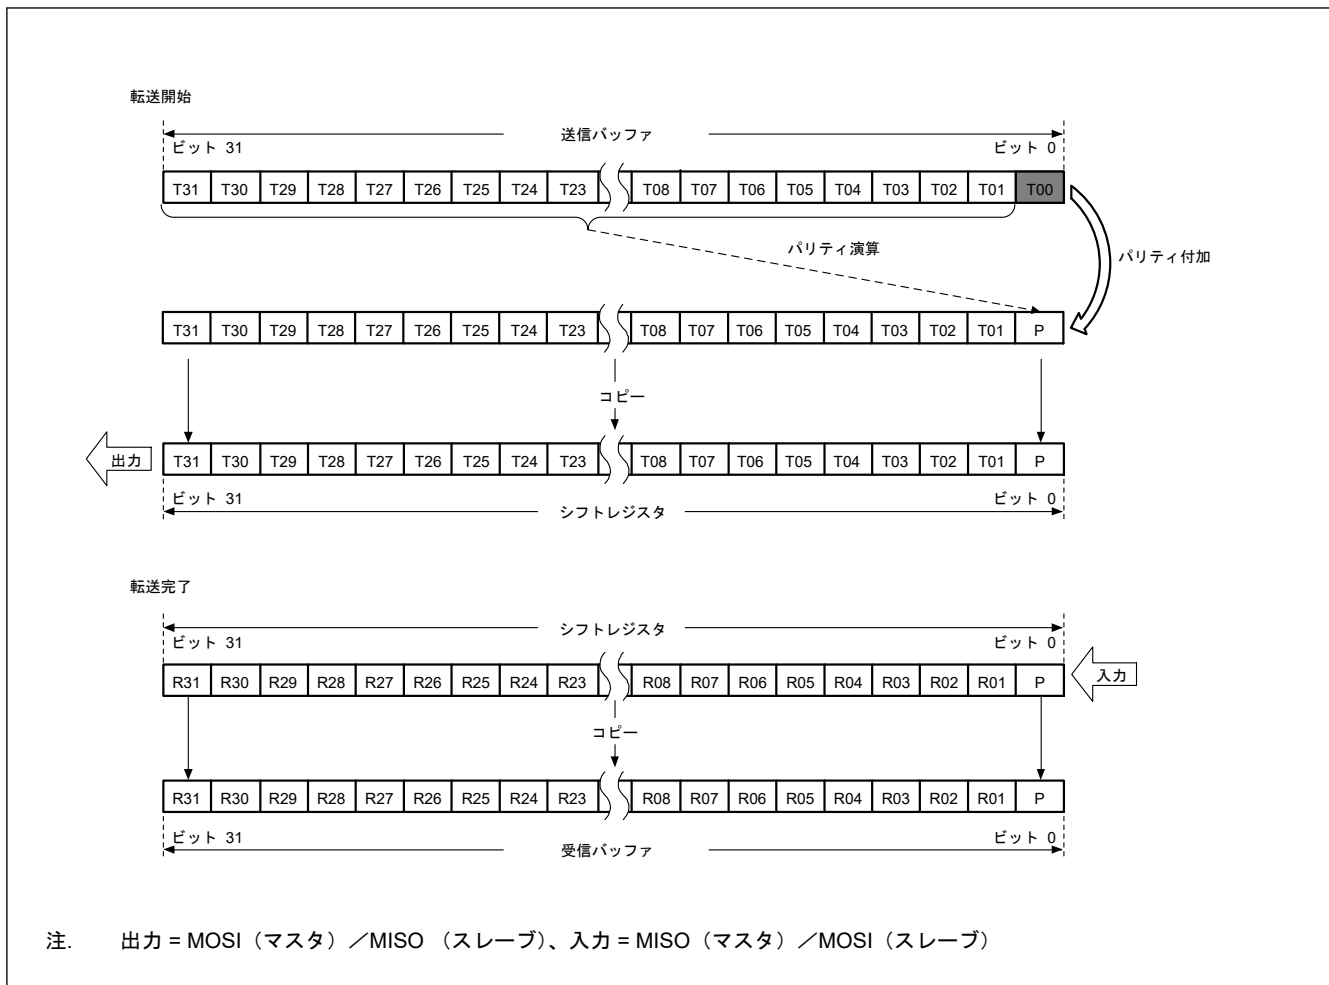 転送開始
送信バッファ
ビット 31 ビット 0
T31 T30 T29 T28 T27 T26 T25 T24 T23 T08 T07 T06 T05 T04 T03 T02 T01 T00
パリティ演算
パリティ付加
T31 T30 T29 T28 T27 T26 T25 T24 T23 T08 T07 T06 T05 T04 T03 T02 T01 P
コピー
出力 T31 T30 T29 T28 T27 T26 T25 T24 T23 T08 T07 T06 T05 T04 T03 T02 T01 P
ビット 31 ビット 0
シフトレジスタ
転送完了
シフトレジスタ
ビット 31 ビット 0
R31 R30 R29 R28 R27 R26 R25 R24 R23 R08 R07 R06 R05 R04 R03 R02 R01 P 入力
コピー
R31 R30 R29 R28 R27 R26 R25 R24 R23 R08 R07 R06 R05 R04 R03 R02 R01 P
ビット 31 ビット 0
受信バッファ
注. 出力 = MOSI（マスタ）／MISO （スレーブ）、入力 = MISO（マスタ）／MOSI（スレーブ）